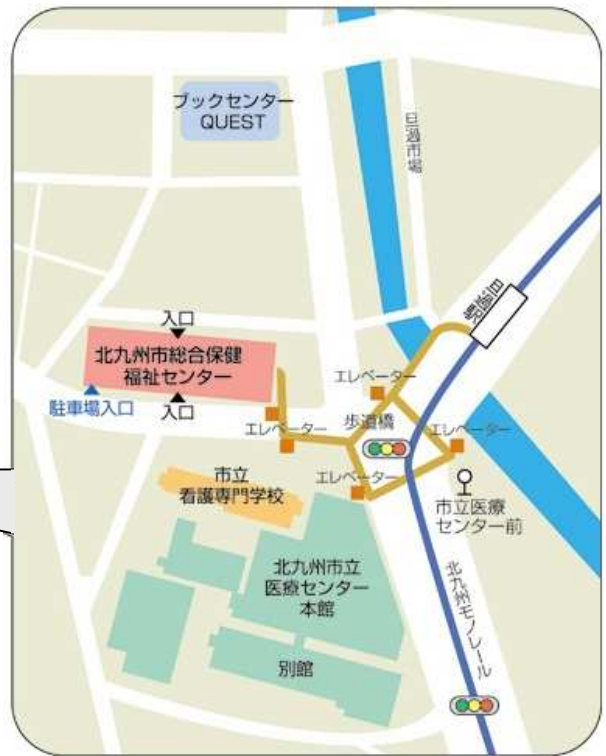 ブックセンター
QUEST
旦過市場
旦過駅
入口
北九州市総合保健
福祉センター
駐車場入口
入口
エレベーター
エレベーター
歩道橋
エレベーター
エレベーター
市立
看護専門学校
市立医療
センター前
北九州市立
医療センター
本館
別館
北九州モノレール